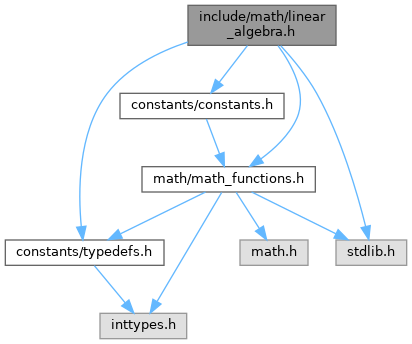 include/math/linear
_algebra.h
constants/constants.h
math/math_functions.h
constants/typedefs.h
math.h
stdlib.h
inttypes.h